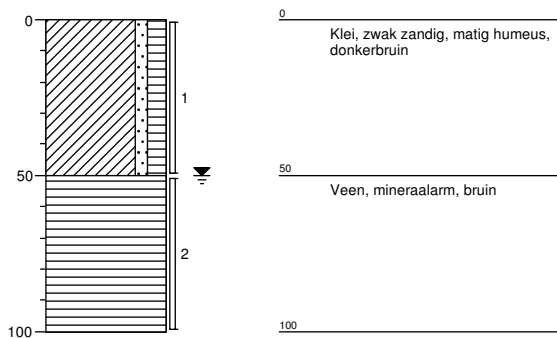 0
0
Klei, zwak zandig, matig humeus,
donkerbruin
1
50
50
Veen, mineraalarm, bruin
2
100
100